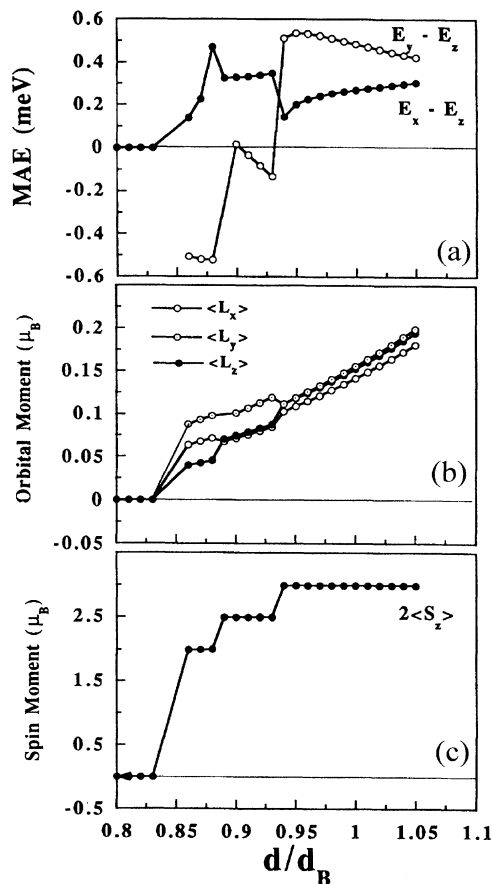 0.6
0.4
0.2
0
-0.2
-0.4
-0.6
MAE (meV)
E_y - E_z
E_x - E_z
(a)
0.2
0.15
0.1
0.05
0
-0.05
Orbital Moment (μ_B)
<L_x>
<L_y>
<L_z>
(b)
2.5
1.5
0.5
-0.5
Spin Moment (μ_B)
2<S_z>
(c)
0.8 0.85 0.9 0.95 1 1.05 1.1
d/d_B